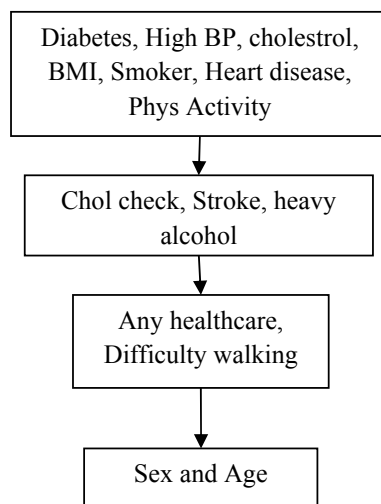 Diabetes, High BP, cholestrol,
BMI, Smoker, Heart disease,
Phys Activity
Chol check, Stroke, heavy
alcohol
Any healthcare,
Difficulty walking
Sex and Age